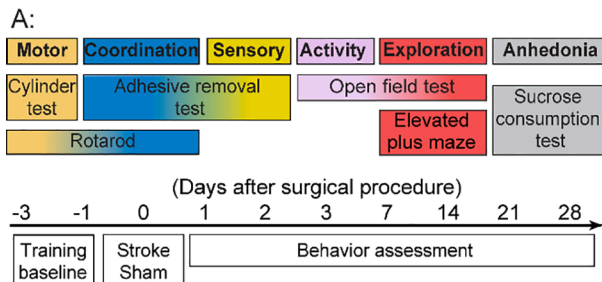 A:
Motor Coordination Sensory Activity Exploration Anhedonia
Cylinder test
Adhesive removal test
Open field test
Sucrose consumption test
Rotarod
Elevated plus maze
(Days after surgical procedure)
-3 -1 0 1 2 3 7 14 21 28
Training baseline
Stroke Sham
Behavior assessment